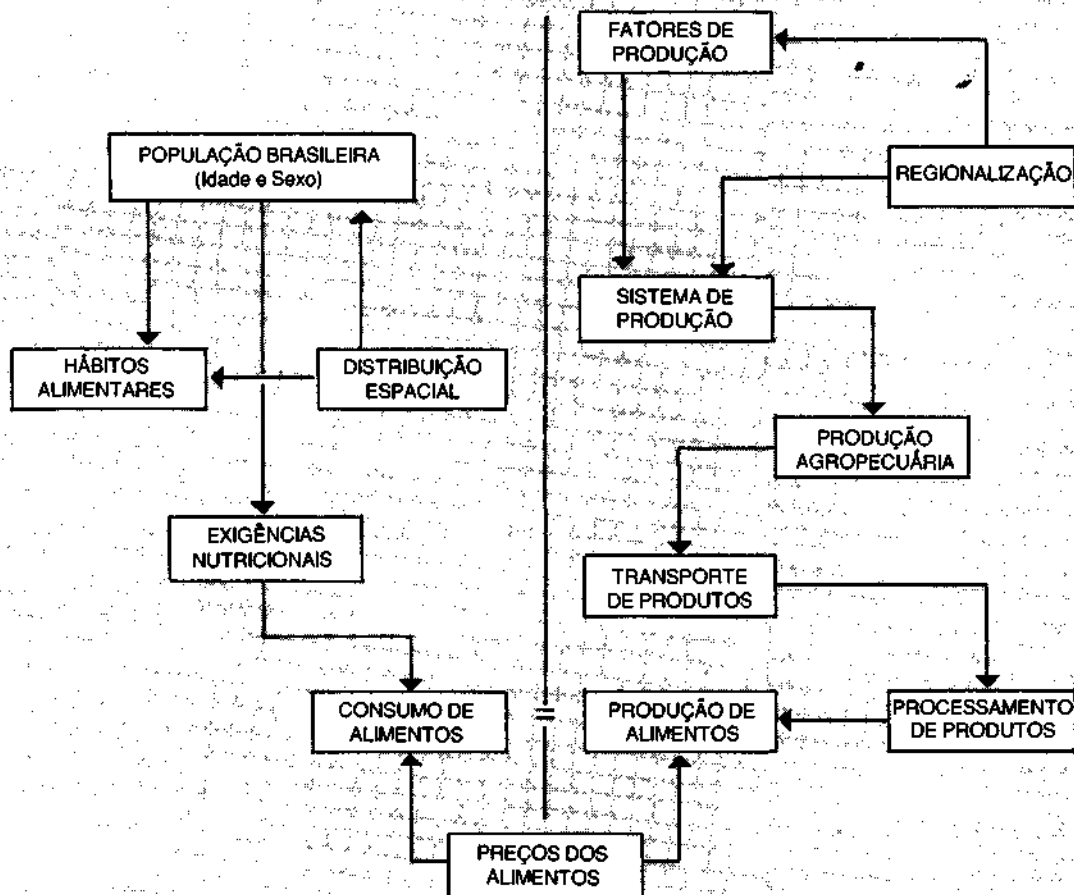 FATORES DE
PRODUÇÃO
POPULAÇÃO BRASILEIRA
(Idade e Sexo)
REGIONALIZAÇÃO
SISTEMA DE
PRODUÇÃO
HÁBITOS
ALIMENTARES
DISTRIBUIÇÃO
ESPACIAL
PRODUÇÃO
AGROPECUÁRIA
EXIGÊNCIAS
NUTRICIONAIS
TRANSPORTE
DE PRODUTOS
CONSUMO DE
ALIMENTOS
=
PRODUÇÃO DE
ALIMENTOS
PROCESSAMENTO
DE PRODUTOS
PREÇOS DOS
ALIMENTOS